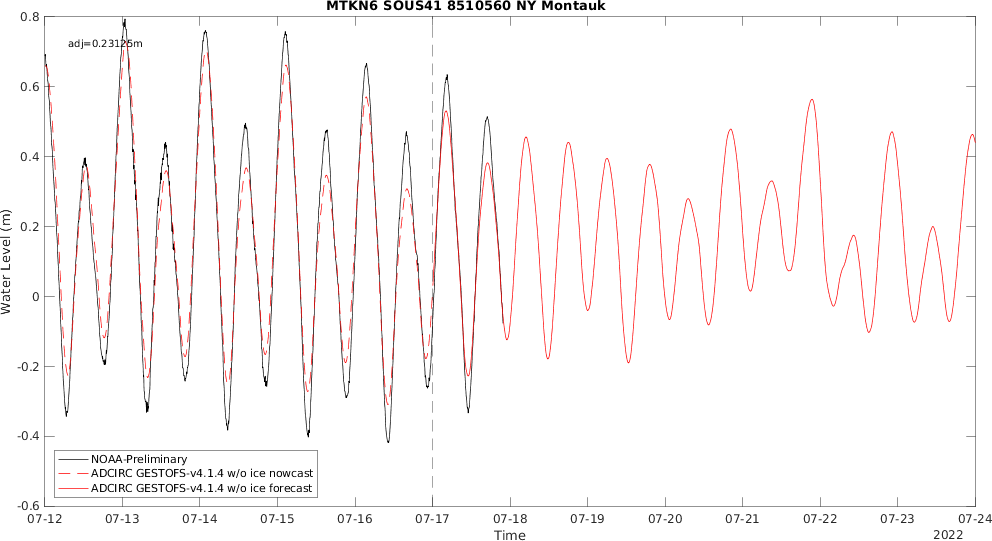 MTKN6 SOUS41 8510560 NY Montauk
adj=0.23125m
Water Level (m)
0.8
0.6
0.4
0.2
0
-0.2
-0.4
-0.6
NOAA-Preliminary
ADCIRC GESTOFS-v4.1.4 w/o ice nowcast
ADCIRC GESTOFS-v4.1.4 w/o ice forecast
07-12 07-13 07-14 07-15 07-16 07-17 07-18 07-19 07-20 07-21 07-22 07-23 07-24
Time
2022